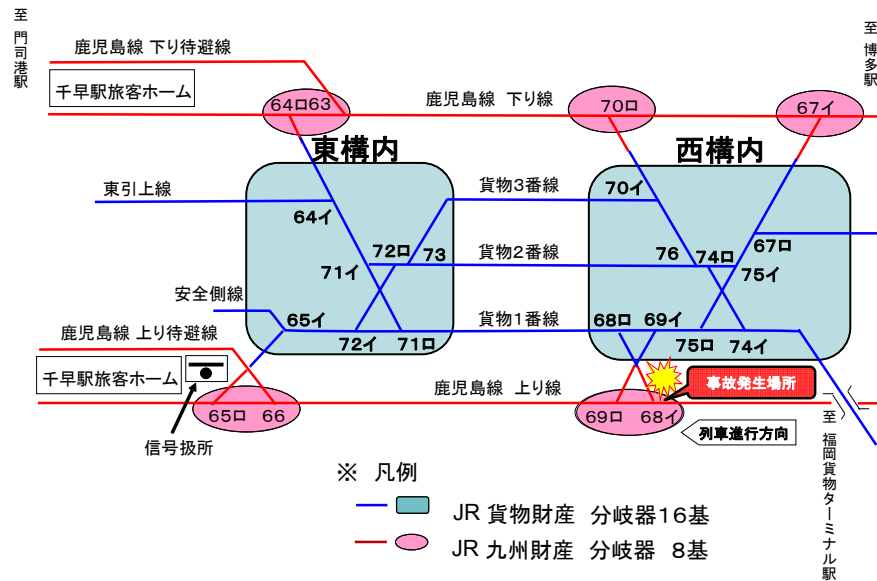 至 門司港駅
至 博多駅
鹿児島線 下り待避線
千早駅旅客ホーム
64ロ63
鹿児島線 下り線
70ロ
67イ
東構内
西構内
東引上線
64イ
貨物3番線
70イ
72ロ
73
貨物2番線
76
74ロ
67ロ
71イ
75イ
安全側線
65イ
貨物1番線
68ロ
69イ
72イ
71ロ
75ロ
74イ
鹿児島線 上り待避線
千早駅旅客ホーム
鹿児島線 上り線
事故発生場所
65ロ 66
69ロ 68イ
列車進行方向
信号扱所
至 福岡貨物ターミナル駅
※ 凡例
JR 貨物財産 分岐器16基
JR 九州財産 分岐器 8基